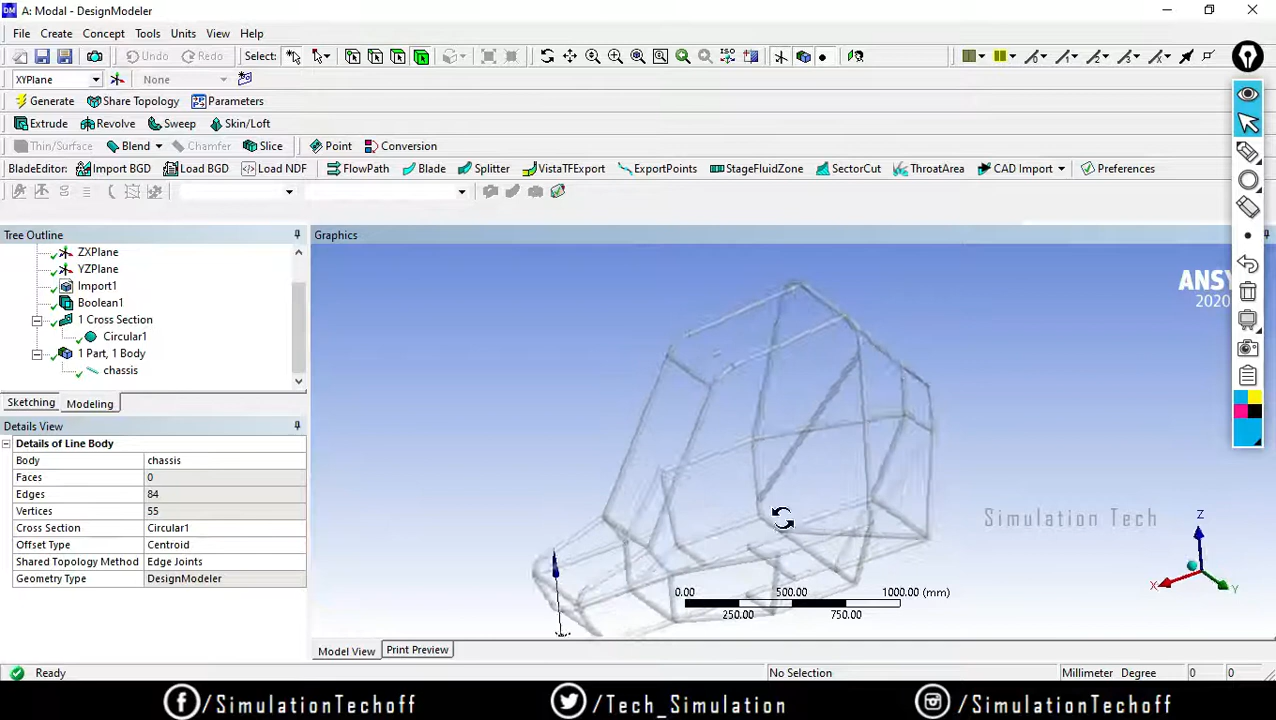 A: Modal - DesignModeler
File Create Concept Tools Units View Help
Undo Redo Select:
XYPlane None
Generate Share Topology Parameters
Extrude Revolve Sweep Skin/Loft
Thin/Surface Blend Chamfer Slice Point Conversion
BladeEditor: Import BGD Load BGD Load NDF FlowPath Blade Splitter VistaTFExport ExportPoints StageFluidZone SectorCut ThroatArea CAD Import Preferences
Tree Outline
ZXPlane
YZPlane
Import1
Boolean1
1 Cross Section
Circular1
1 Part, 1 Body
chassis
Sketching Modeling
Details View
Details of Line Body
Body chassis
Faces 0
Edges 84
Vertices 55
Cross Section Circular1
Offset Type Centroid
Shared Topology Method Edge Joints
Geometry Type DesignModeler
Graphics
ANSY
2020
Simulation Tech
Z
X
Y
0.00 500.00 1000.00 (mm)
250.00 750.00
Model View Print Preview
Ready No Selection Millimeter Degree 0 0
/SimulationTechoff /Tech_Simulation /SimulationTechoff